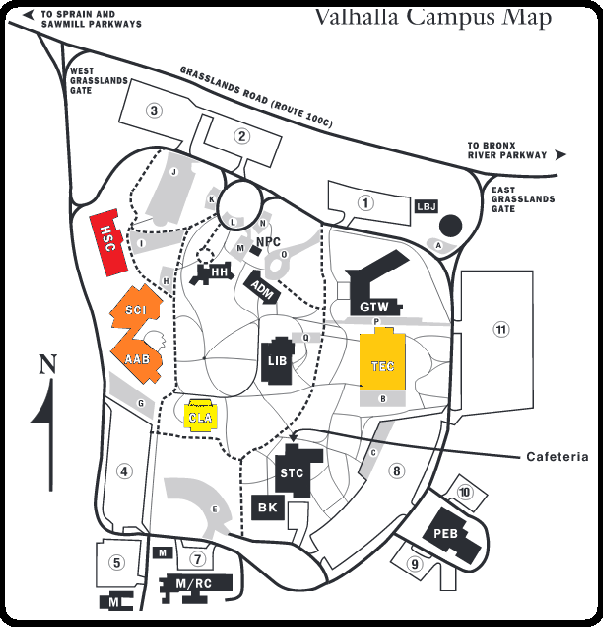 Valhalla Campus Map
TO SPRAIN AND
SAWMILL PARKWAYS
WEST
GRASSLANDS
GATE
GRASSLANDS ROAD (ROUTE 100C)
3
2
TO BRONX
RIVER PARKWAY
EAST
GRASSLANDS
GATE
J
K
1
LBJ
L
N
A
HSC
I
M
NPC
O
H
HH
ADM
GTW
SCI
P
11
AAB
Q
LIB
TEC
N
G
CLA
B
Cafeteria
4
STC
C
8
10
E
BK
PEB
5
M
7
9
M/RC
M